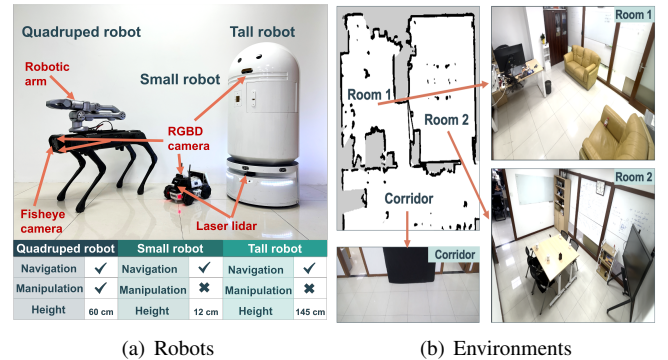 Quadruped robot
Tall robot
Robotic
arm
Small robot
RGBD
camera
Fisheye
camera
Laser lidar
Quadruped robot Small robot Tall robot
Navigation ✓ Navigation ✓ Navigation ✓
Manipulation ✓ Manipulation ✖ Manipulation ✖
Height 60 cm Height 12 cm Height 145 cm
(a) Robots
Room 1
Room 2
Corridor
Corridor
Room 1
Room 2
(b) Environments